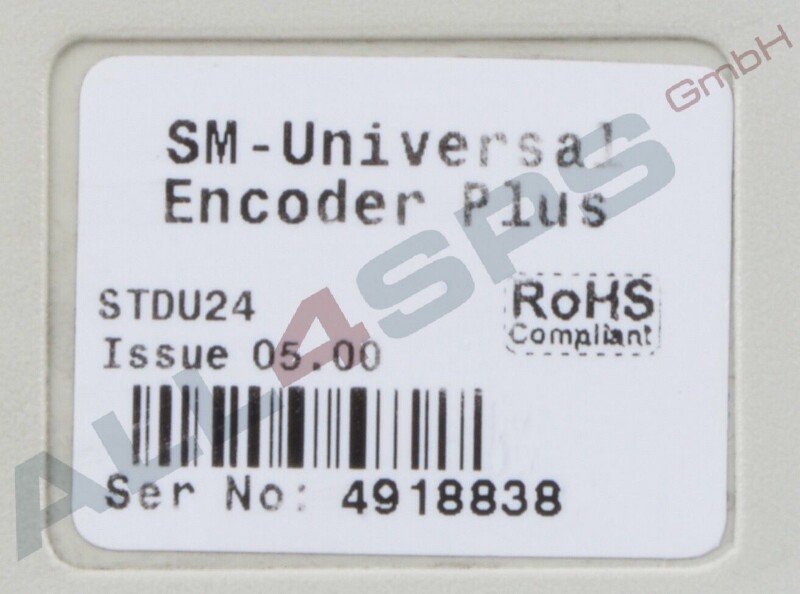 SM-Universal
Encoder Plus
STDU24
Issue 05.00
RoHS
Compliant
Ser No: 4918838
ALL4SPS GmbH